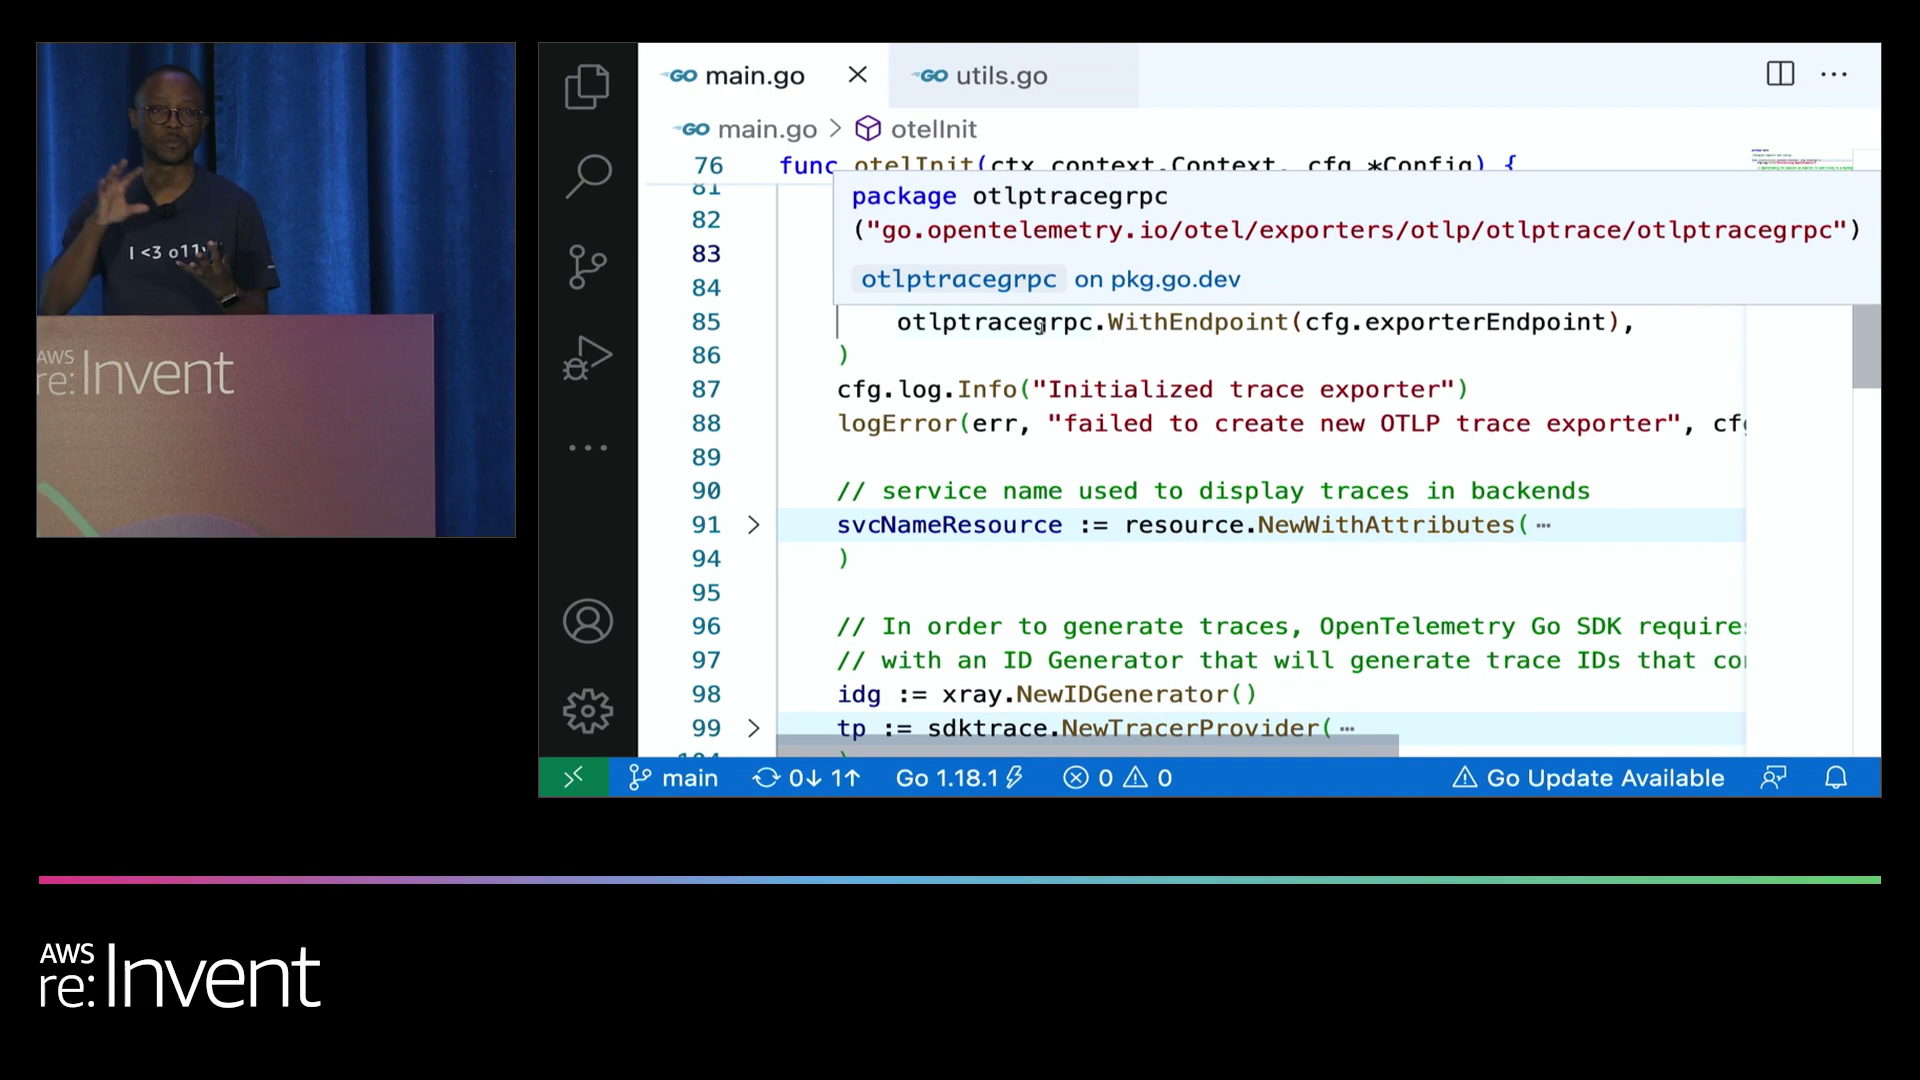 I <3 o11y
AWS
re:Invent
main.go
utils.go
main.go > otelInit
76 func otelInit(ctx context.Context, cfg *Config) {
81
82
83
84
package otlptracegrpc
("go.opentelemetry.io/otel/exporters/otlp/otlptrace/otlptracegrpc")
otlptracegrpc on pkg.go.dev
85 otlptracegrpc.WithEndpoint(cfg.exporterEndpoint),
86 )
87 cfg.log.Info("Initialized trace exporter")
88 logError(err, "failed to create new OTLP trace exporter", cf
89
90 // service name used to display traces in backends
91 svcNameResource := resource.NewWithAttributes( ⋯
94 )
95
96 // In order to generate traces, OpenTelemetry Go SDK require
97 // with an ID Generator that will generate trace IDs that co
98 idg := xray.NewIDGenerator()
99 tp := sdktrace.NewTracerProvider( ⋯
main 0↓ 1↑ Go 1.18.1 0 0 Go Update Available
AWS
re:Invent